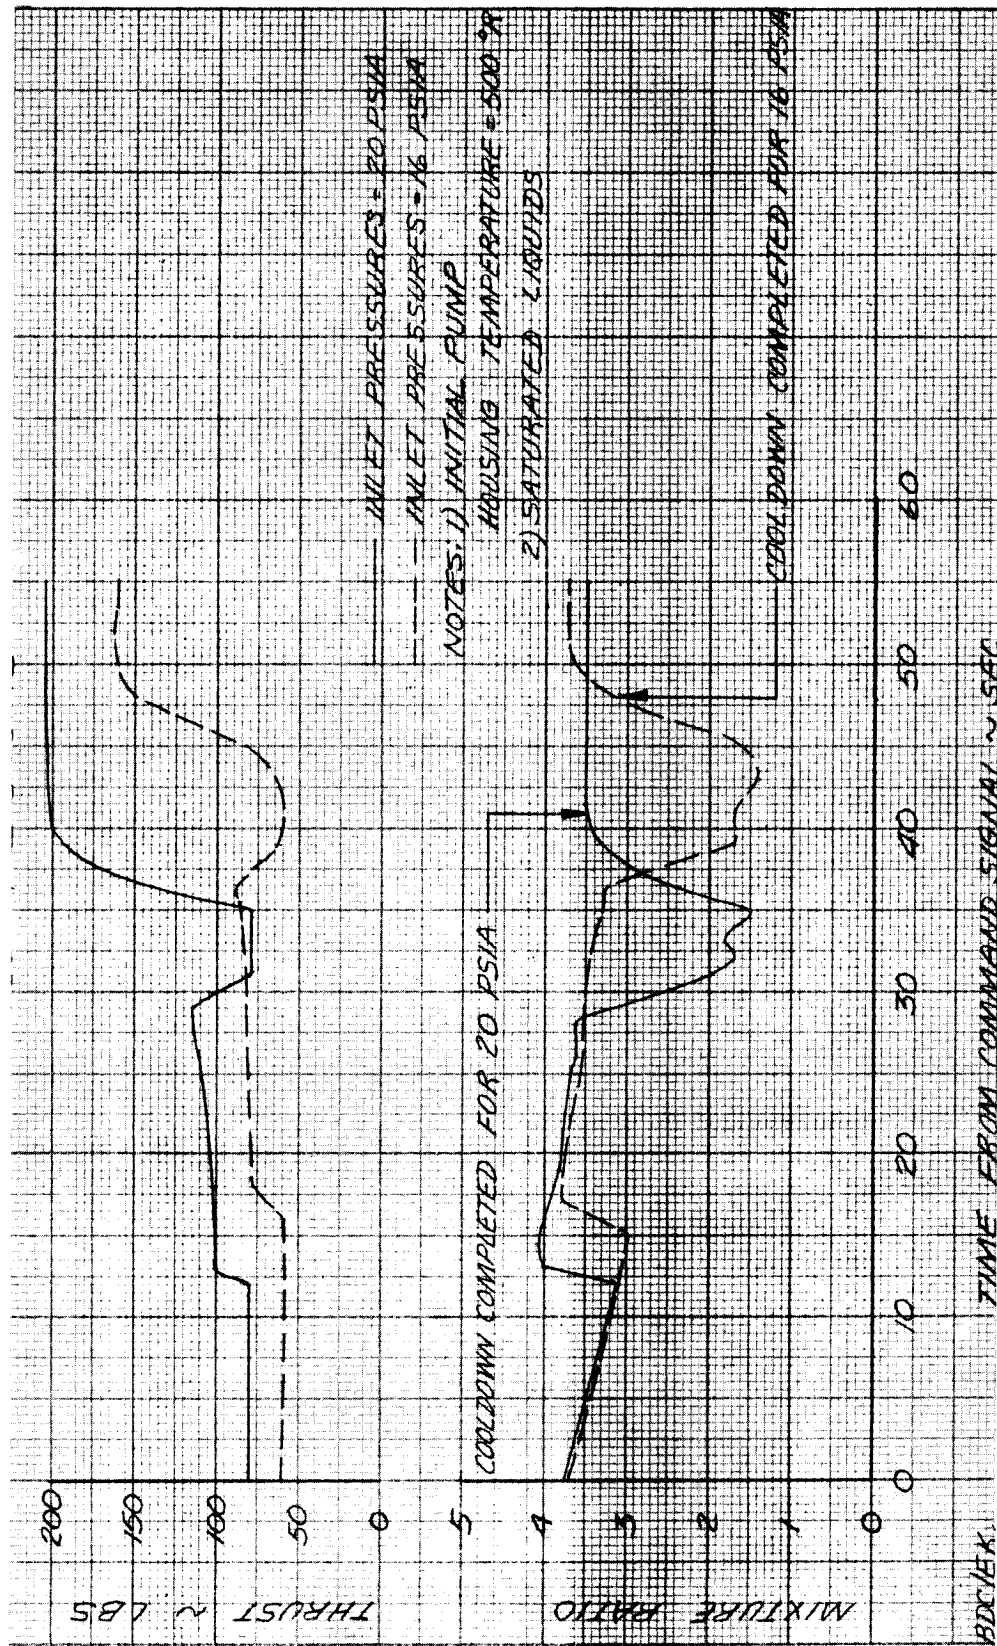 INLET PRESSURES = 20 PSIA
INLET PRESSURES = 16 PSIA
NOTES: 1) INITIAL PUMP
HOUSING TEMPERATURE = 500 °R
2) SATURATED LIQUIDS
THRUST ~ LBS
200
150
100
50
0
COOLDOWN COMPLETED FOR 20 PSIA
COOLDOWN COMPLETED FOR 16 PSIA
MIXTURE RATIO
5
4
3
2
1
0
0
10
20
30
40
50
60
TIME FROM COMMAND SIGNAL ~ SEC